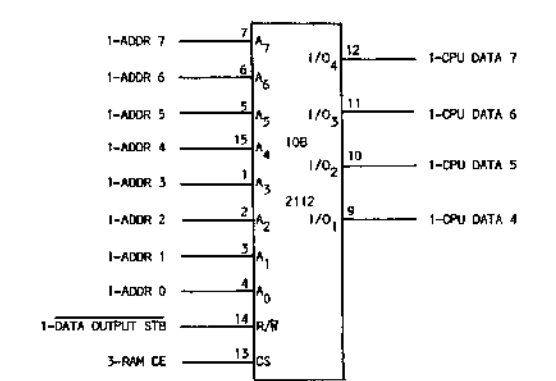 1-ADDR 7 7 A7
1-ADDR 6 6 A6
1-ADDR 5 5 A5
1-ADDR 4 15 A4
1-ADDR 3 1 A3
1-ADDR 2 2 A2
1-ADDR 1 3 A1
1-ADDR 0 4 A0
1-DATA OUTPUT STB 14 R/W
3-RAM CE 13 CS
10B
2112
I/O4 12 1-CPU DATA 7
I/O3 11 1-CPU DATA 6
I/O2 10 1-CPU DATA 5
I/O1 9 1-CPU DATA 4